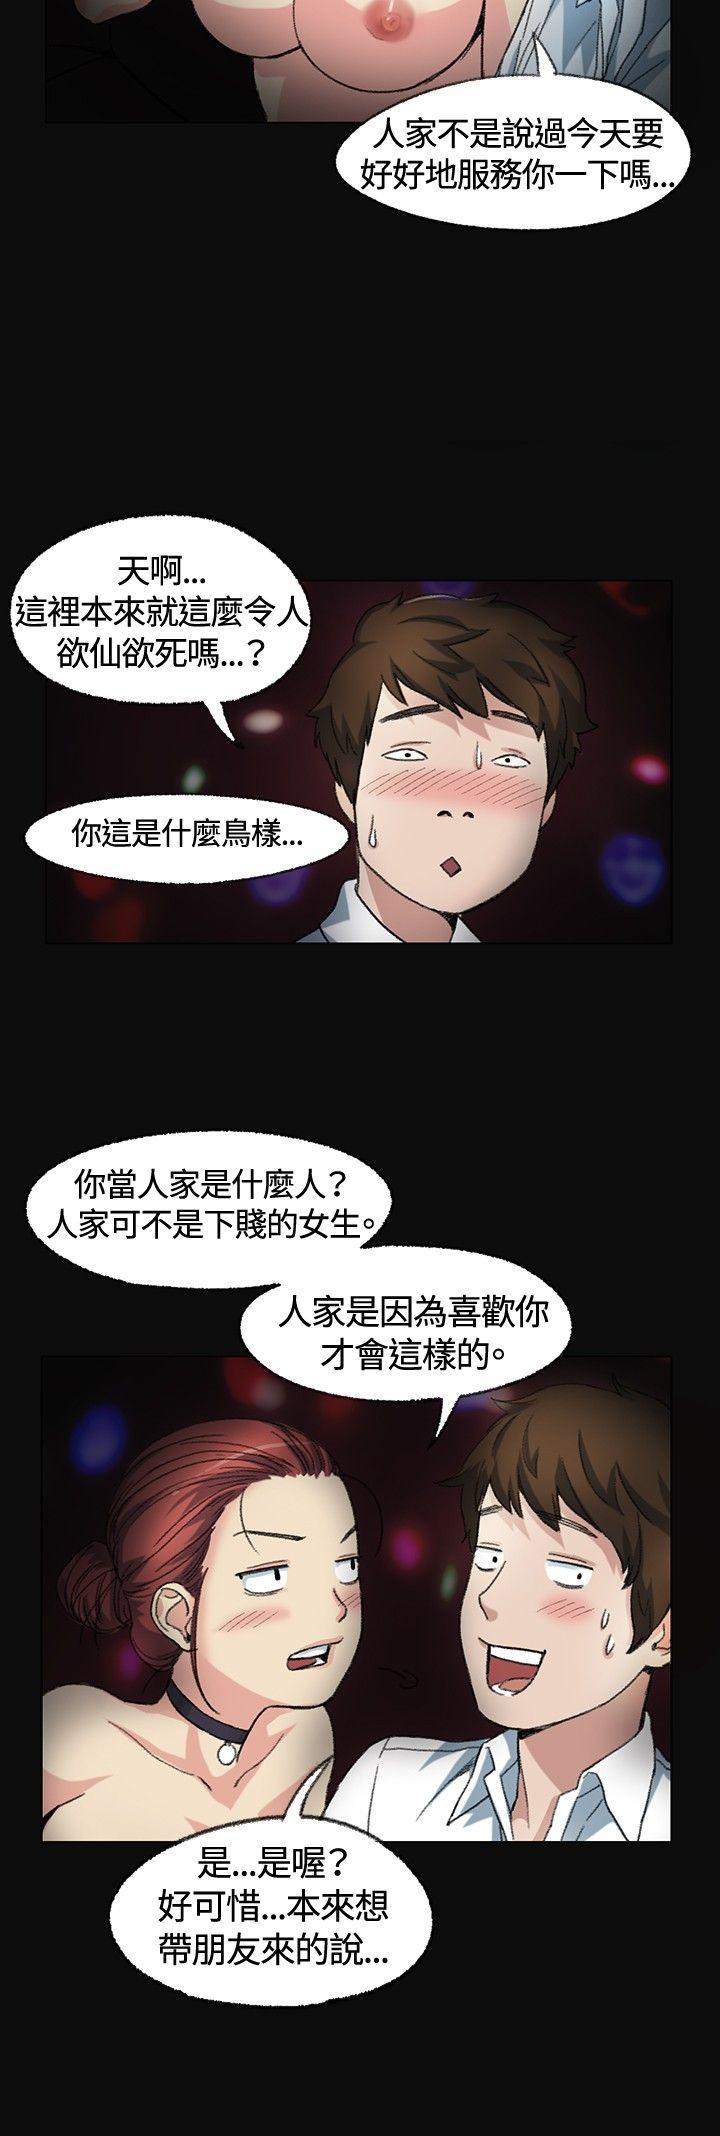 人家不是說過今天要
好好地服務你一下嗎...
天啊...
這裡本來就這麼令人
欲仙欲死嗎...？
你這是什麼鳥樣...
你當人家是什麼人？
人家可不是下賤的女生。
人家是因為喜歡你
才會這樣的。
是...是喔？
好可惜...本來想
帶朋友來的說...